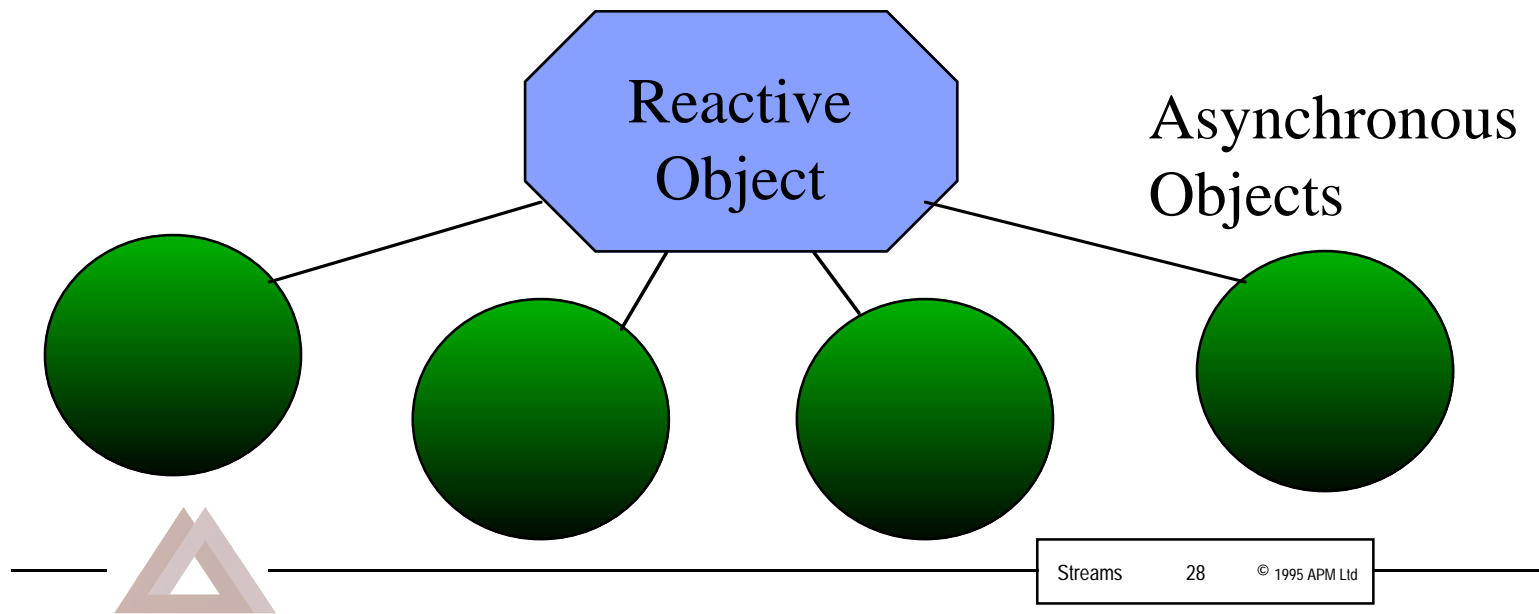 Reactive
Object
Asynchronous
Objects
Streams 28 © 1995 APM Ltd